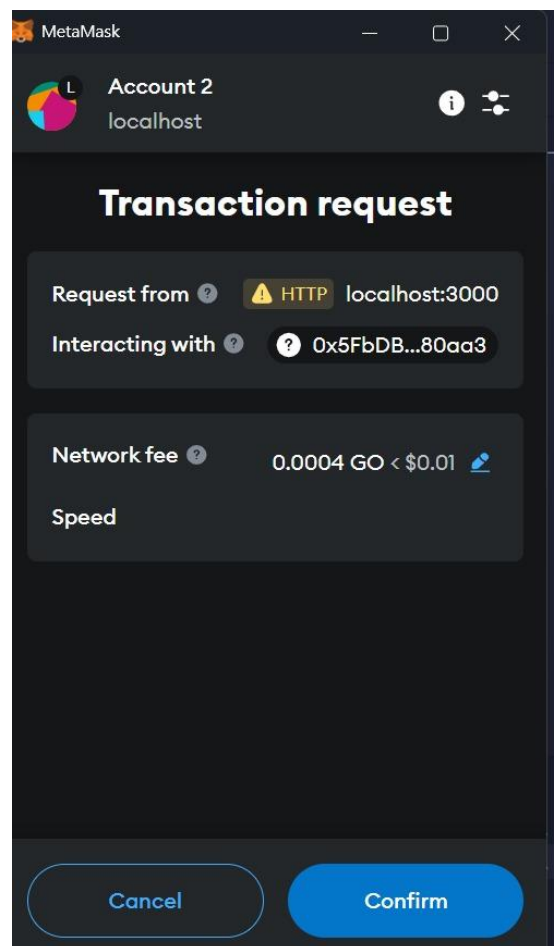 MetaMask
L
Account 2
localhost
Transaction request
Request from HTTP localhost:3000
Interacting with 0x5FbDB...80aa3
Network fee 0.0004 GO < $0.01
Speed
Cancel Confirm